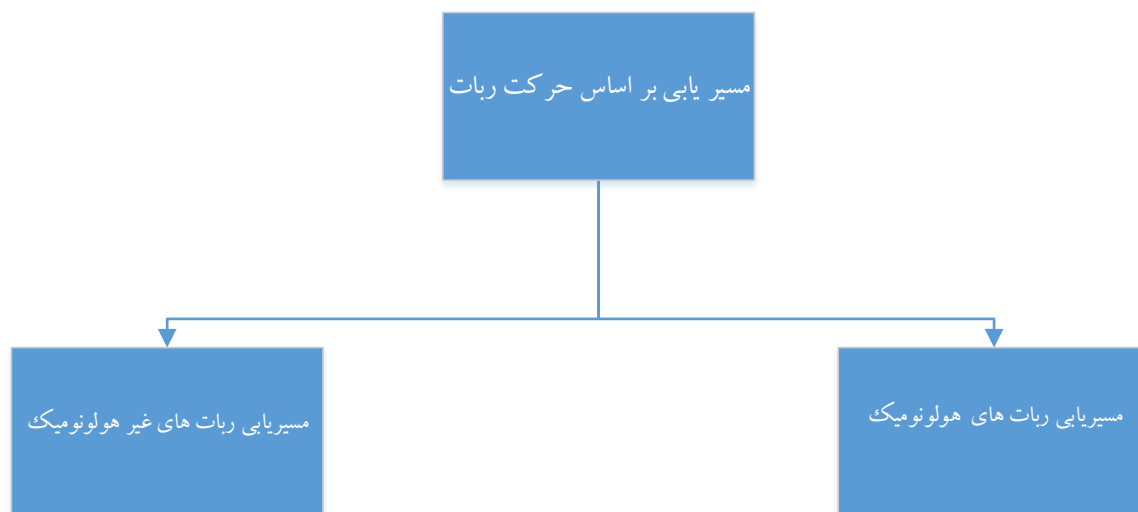 مسیر یابی بر اساس حرکت ربات
مسیریابی ربات های هولونومیک
مسیریابی ربات های غیر هولونومیک